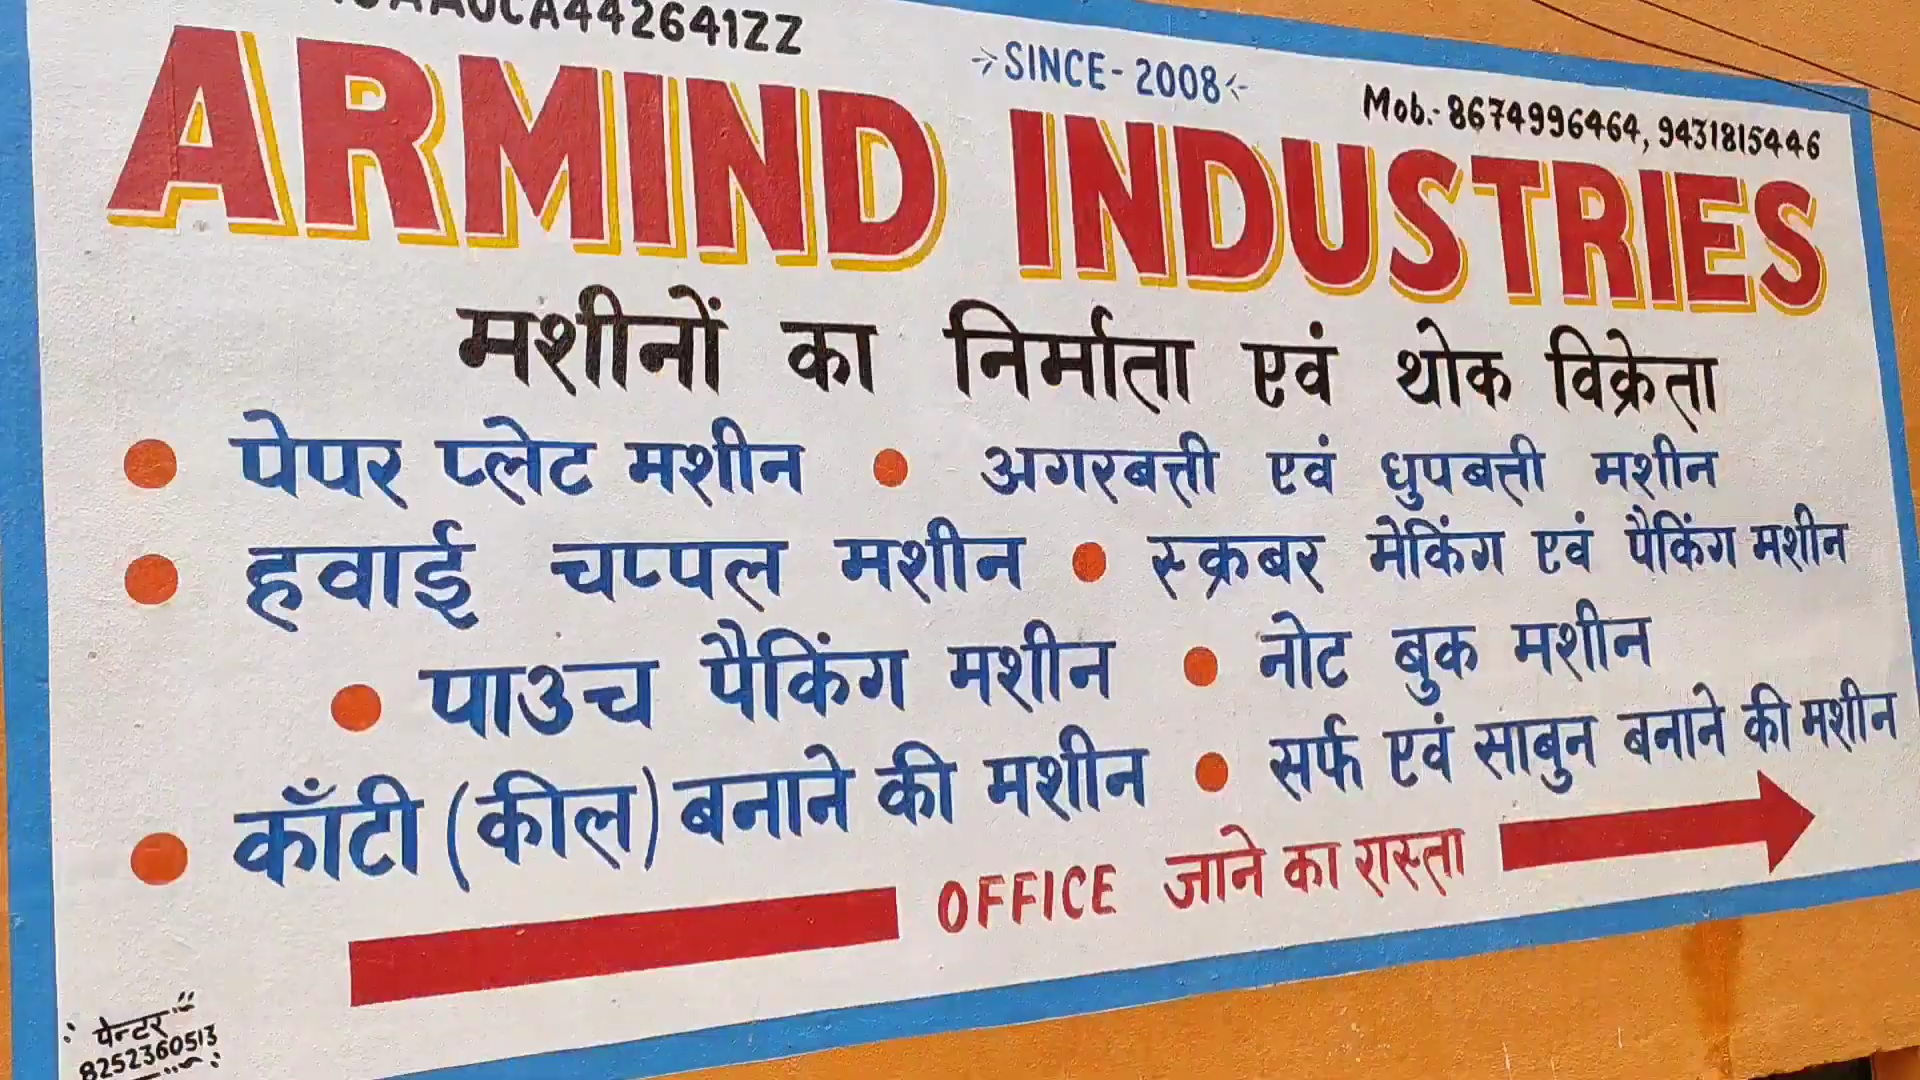 SINCE-2008
Mob.-8674996464, 9431815446
ARMIND INDUSTRIES
मशीनों का निर्माता एवं थोक विक्रेता
• पेपर प्लेट मशीन • अगरबत्ती एवं धुपबत्ती मशीन
• हवाई चप्पल मशीन • स्क्रबर मेकिंग एवं पैकिंग मशीन
• पाउच पैकिंग मशीन • नोट बुक मशीन
• काँटी (कील) बनाने की मशीन • सर्फ एवं साबुन बनाने की मशीन
OFFICE जाने का रास्ता
पेन्टर
8252360513